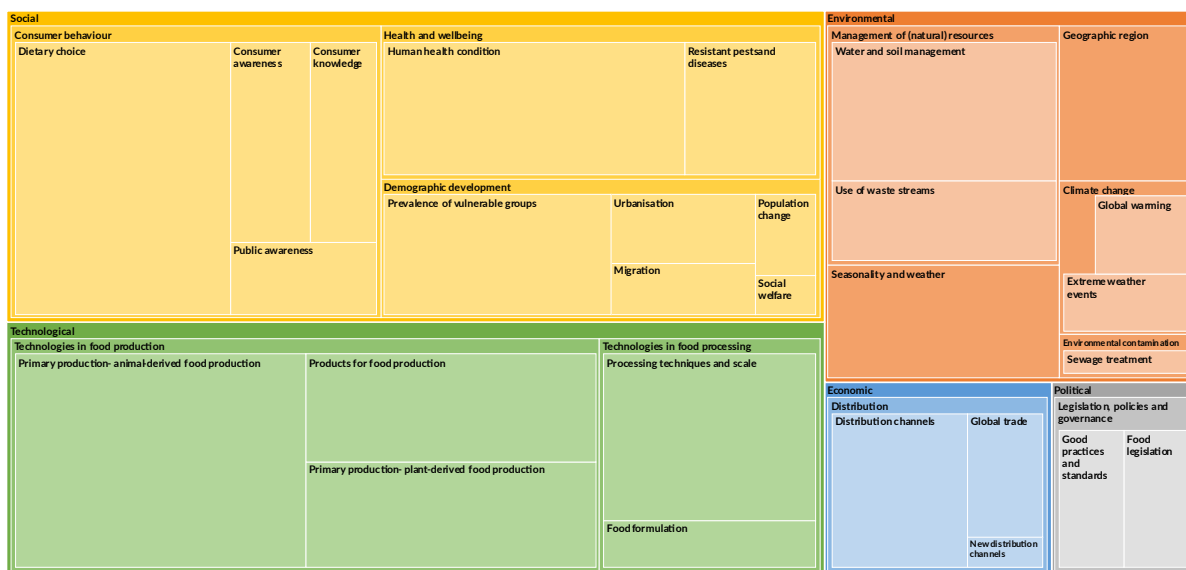 Social
Consumer behaviour
Dietary choice
Consumer
awareness
Consumer
knowledge
Public awareness
Health and wellbeing
Human health condition
Resistant pestsand
diseases
Demographic development
Prevalence of vulnerable groups
Urbanisation
Migration
Population
change
Social
welfare
Technological
Technologies in food production
Primary production- animal-derived food production
Products for food production
Primary production- plant-derived food production
Technologies in food processing
Processing techniques and scale
Food formulation
Environmental
Management of (natural) resources
Water and soil management
Use of waste streams
Seasonality and weather
Geographic region
Climate change
Global warming
Extreme weather
events
Environmental contamination
Sewage treatment
Economic
Distribution
Distribution channels
Global trade
New distribution
channels
Political
Legislation, policies and
governance
Good
practices
and
standards
Food
legislation